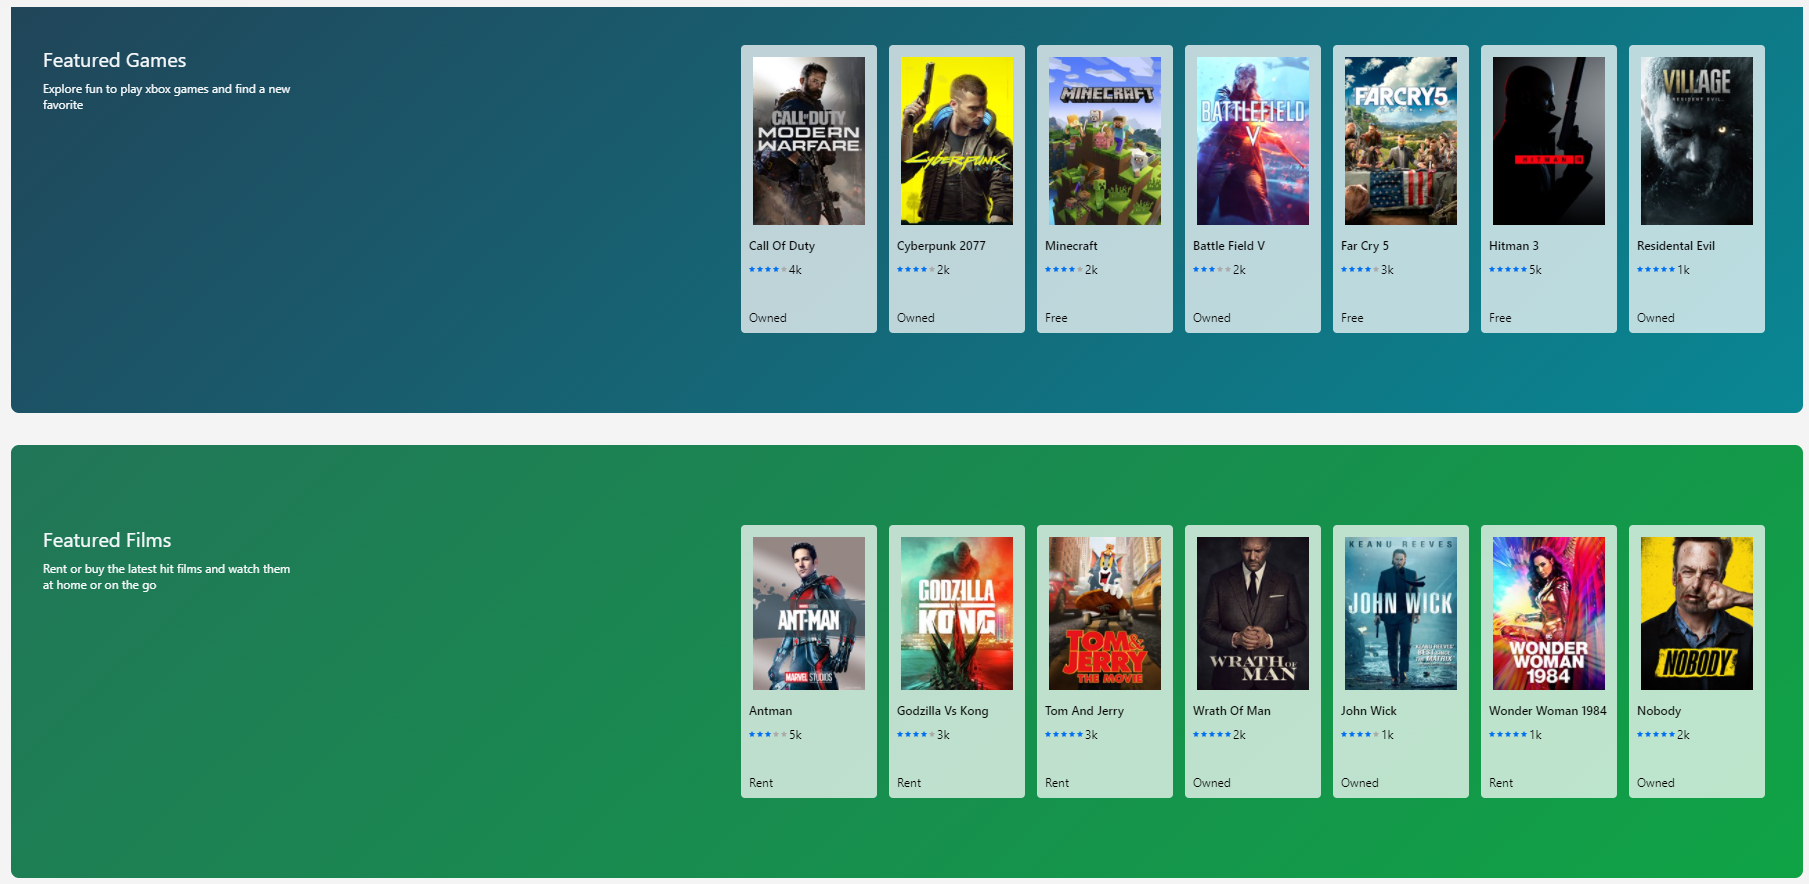 Featured Games
Explore fun to play xbox games and find a new
favorite
CALL OF DUTY
MODERN
WARFARE
Call Of Duty
4k
Owned
Cyberpunk
Cyberpunk 2077
2k
Owned
MINECRAFT
Minecraft
2k
Free
BATTLEFIELD
V
Battle Field V
2k
Owned
FARCRY5
Far Cry 5
3k
Free
HITMAN III
Hitman 3
5k
Free
VILLAGE
RESIDENT EVIL
Residental Evil
1k
Owned
Featured Films
Rent or buy the latest hit films and watch them
at home or on the go
ANT-MAN
MARVEL STUDIOS
Antman
5k
Rent
GODZILLA
KONG
Godzilla Vs Kong
3k
Rent
TOM&
JERRY
THE MOVIE
Tom And Jerry
3k
Rent
WRATH OF
MAN
Wrath Of Man
2k
Owned
KEANU REEVES
JOHN WICK
John Wick
1k
Owned
WONDER
WOMAN
1984
Wonder Woman 1984
1k
Rent
NOBODY
Nobody
2k
Owned